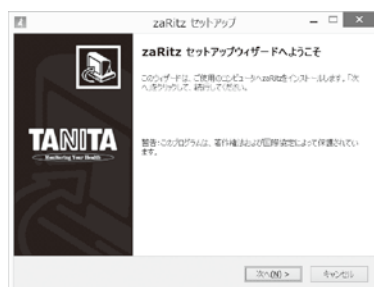 zaRitz セットアップ
zaRitz セットアップウィザードへようこそ
このウィザードは、ご使用のコンピュータへzaRitzをインストールします。「次
へ」をクリックして、続行してください。
TANITA
Monitoring Your Health
警告:このプログラムは、著作権法および国際協定によって保護されてい
ます。
次へ(N) >
キャンセル